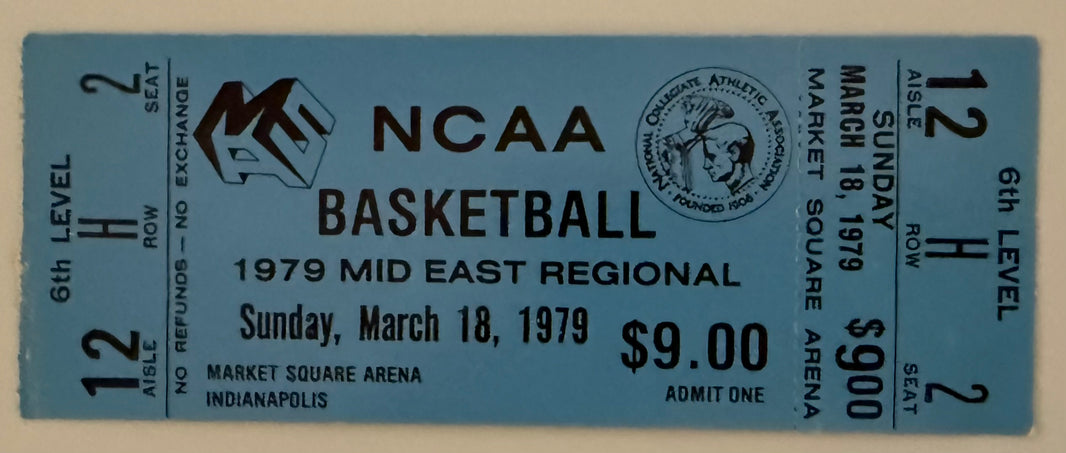 6th LEVEL
12 AISLE
H ROW
2 SEAT
NO REFUNDS — NO EXCHANGE
NCAA
BASKETBALL
1979 MID EAST REGIONAL
Sunday, March 18, 1979
$9.00
MARKET SQUARE ARENA
INDIANAPOLIS
ADMIT ONE
NATIONAL COLLEGIATE ATHLETIC ASSOCIATION
FOUNDED 1906
MARKET SQUARE ARENA
MARCH 18, 1979 $900
SUNDAY
12 AISLE
H ROW
2 SEAT
6th LEVEL